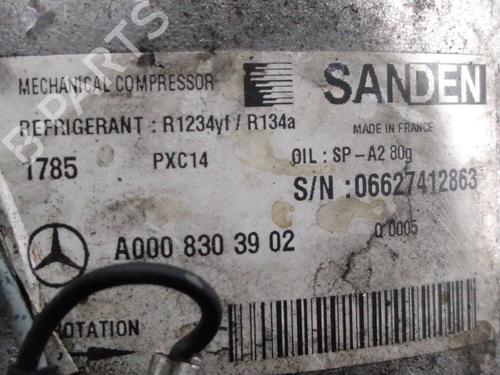 MECHANICAL COMPRESSOR
SANDEN
REFRIGERANT : R1234yf / R134a
MADE IN FRANCE
1785 PXC14 OIL : SP-A2 80g
S/N : 06627412863
A000 830 39 02
Q 0005
ROTATION
B-PARTS